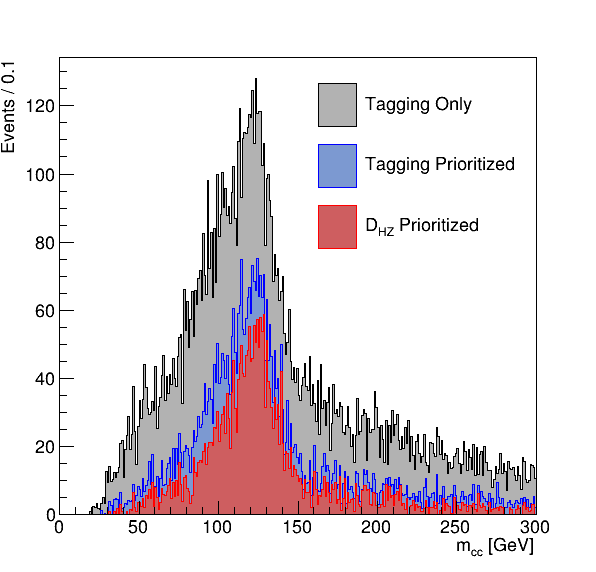 Events / 0.1
120
100
80
60
40
20
0
Tagging Only
Tagging Prioritized
D_HZ Prioritized
0 50 100 150 200 250 300
m_cc [GeV]